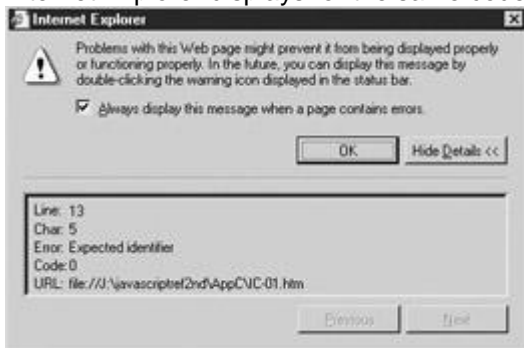 Internet Explorer
Problems with this Web page might prevent it from being displayed properly
or functioning properly. In the future, you can display this message by
double-clicking the warning icon displayed in the status bar.
Always display this message when a page contains errors.
OK
Hide Details <<
Line: 13
Char: 5
Error: Expected identifier
Code: 0
URL: file://J:\javascriptref2nd\AppC\IC-01.htm
Previous
Next